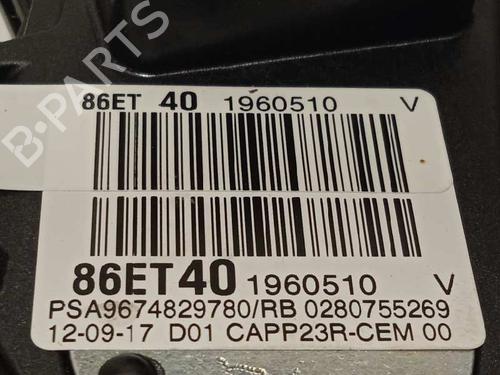 B-PARTS
86ET 40 1960510 V
86ET40 1960510 V
PSA9674829780/RB 0280755269
12-09-17 D01 CAPP23R-CEM 00